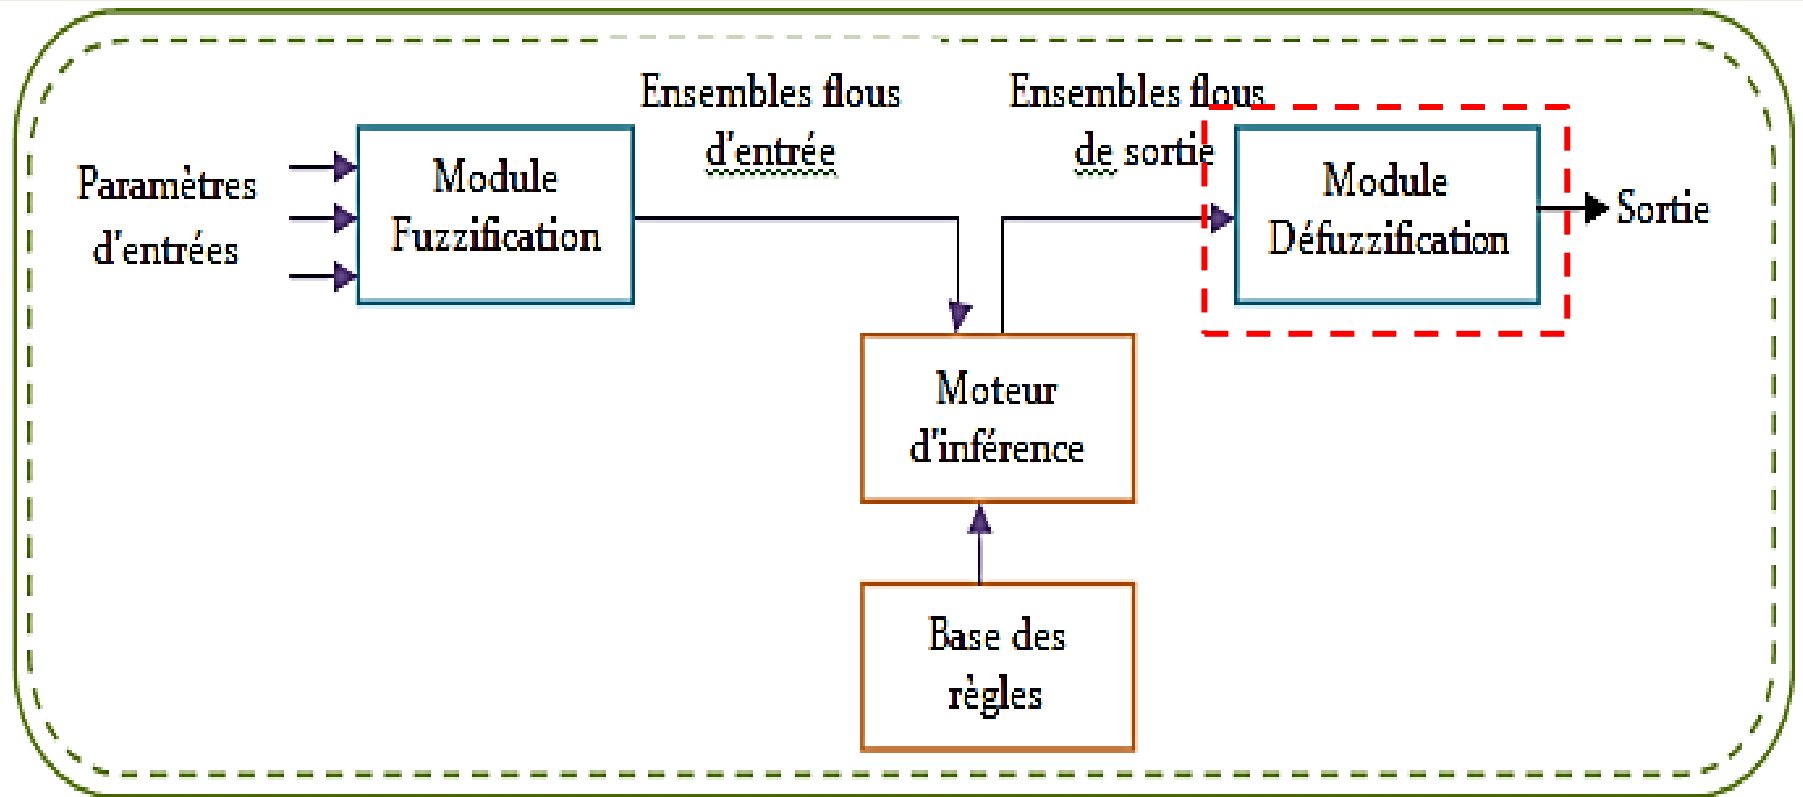 Paramètres
d'entrées
Module
Fuzzification
Ensembles flous
d'entrée
Ensembles flous
de sortie
Module
Défuzzification
Sortie
Moteur
d'inférence
Base des
règles